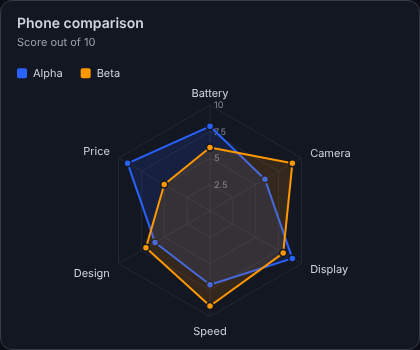 Phone comparison
Score out of 10
Alpha
Beta
Battery
10
7.5
5
2.5
Price
Camera
Design
Display
Speed